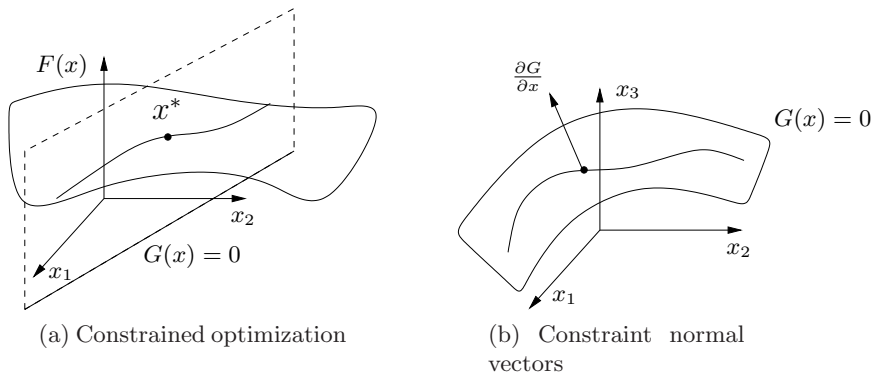 F(x)
x*
x₂
G(x) = 0
x₁
(a) Constrained optimization
∂G
∂x
x₃
G(x) = 0
x₂
x₁
(b) Constraint normal
vectors